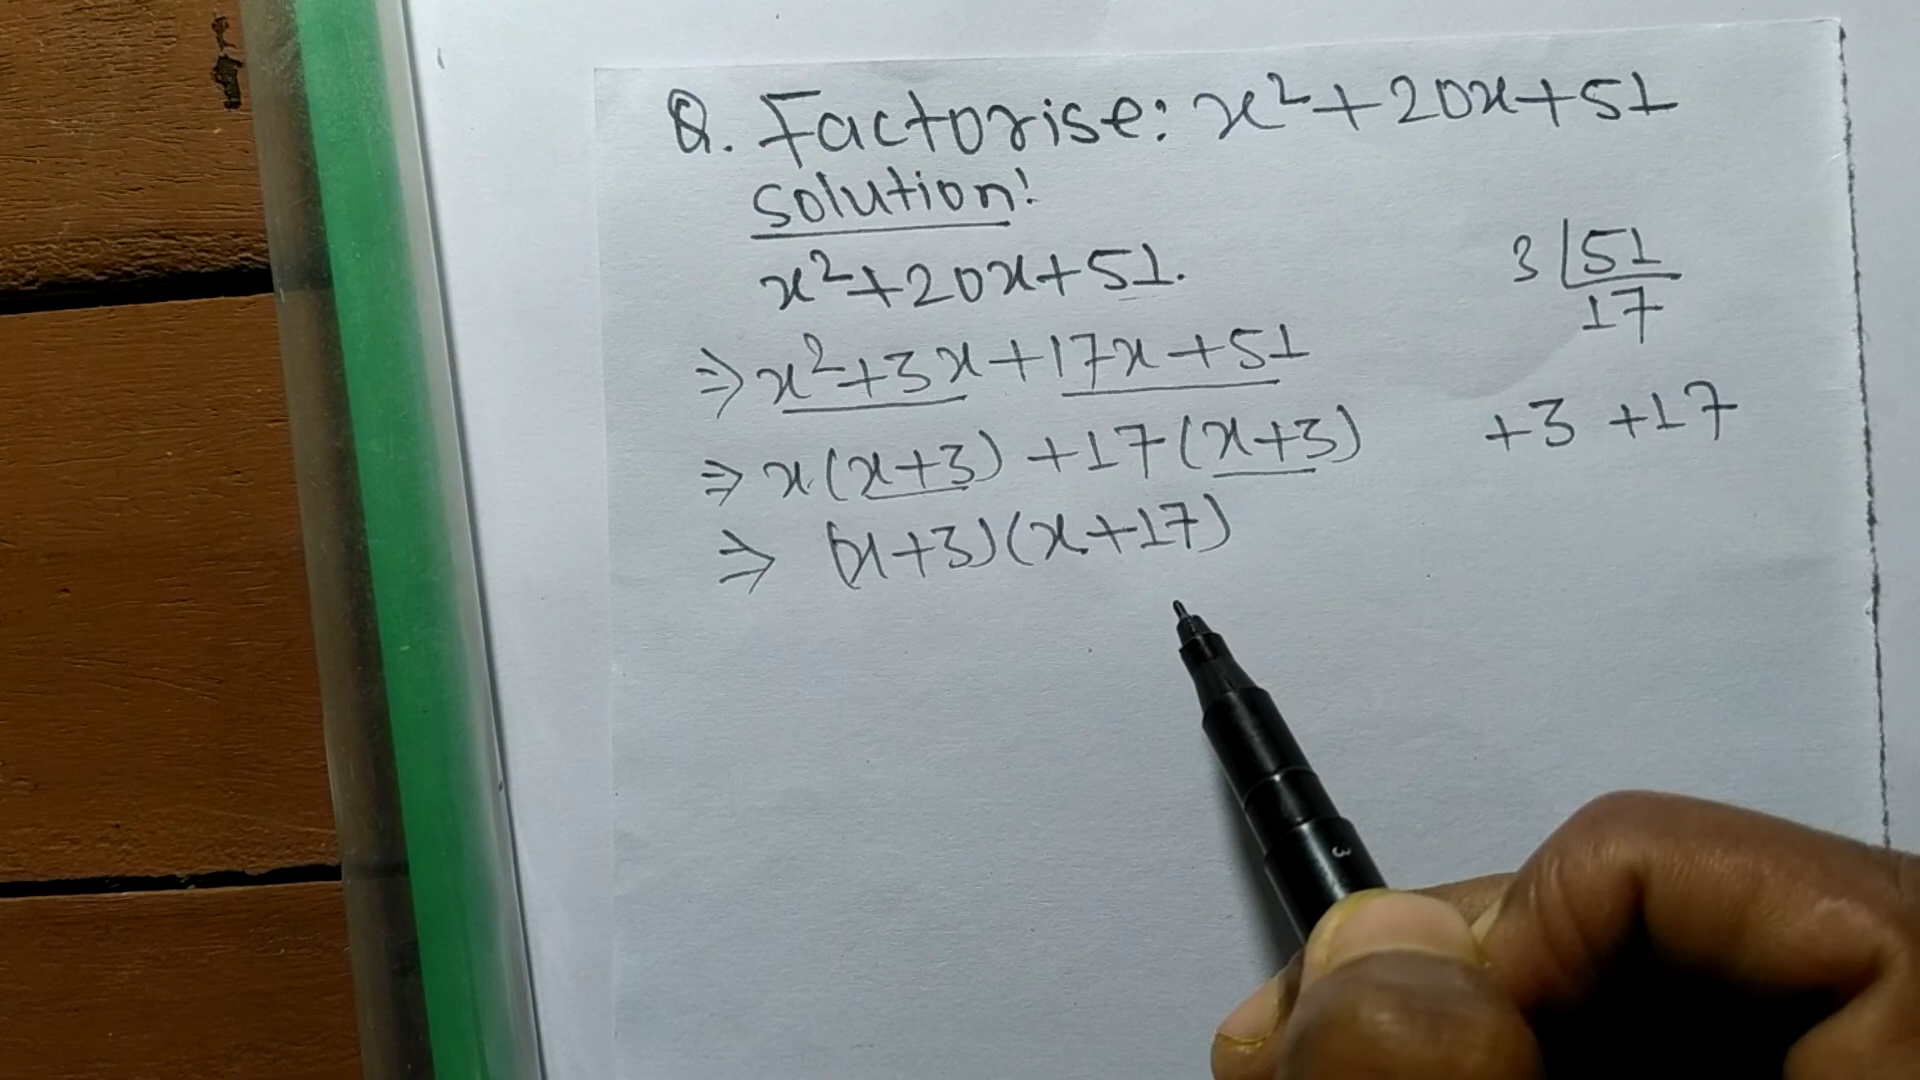 Q. Factorise: x²+20x+51
solution:
x²+20x+51.
3 51
17
⇒ x²+3x+17x+51
⇒ x(x+3)+17(x+3)
+3 +17
⇒ (x+3)(x+17)
3